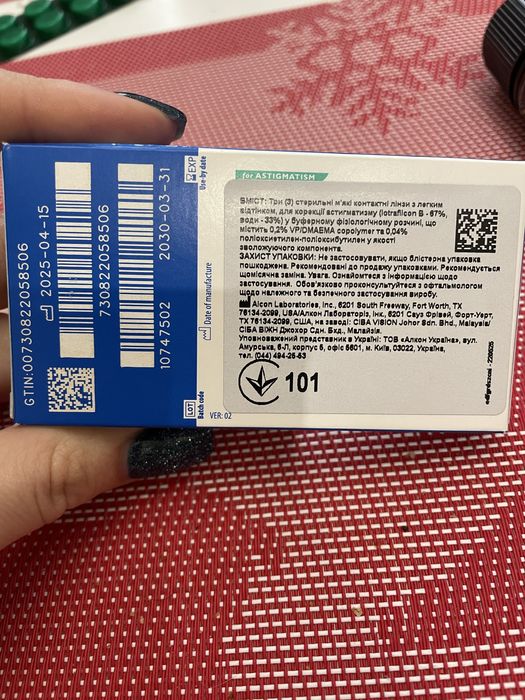 GTIN:00730822058506
2025-04-15
730822058506
10747502
2030-03-31
EXP
Use-by date
Date of manufacture
LOT
Batch code
VER: 02
for ASTIGMATISM
ВМІСТ: Три (3) стерильні м'які контактні лінзи з легким
відтінком, для корекції астигматизму (lotrafilcon B - 67%,
води - 33%) у буферному фізіологічному розчині, що
містить 0,2% VP/DMAEMA copolymer та 0,04%
поліоксиетилен-поліоксибутилен у якості
зволожуючого компонента.
ЗАХИСТ УПАКОВКИ: Не застосовувати, якщо блістерна упаковка
пошкоджена. Рекомендовані до продажу упаковками. Рекомендується
щомісячна заміна. Увага. Ознайомтеся з інформацією щодо
застосування. Обов'язково проконсультуйтеся з офтальмологом
щодо належного та безпечного застосування виробу.
Alcon Laboratories, Inc., 6201 South Freeway, Fort Worth, TX
76134-2099, USA/Алкон Лабораторіз, Інк., 6201 Сауз Фрівей, Форт-Уерт,
TX 76134-2099, США, на заводі: CIBA VISION Johor Sdn. Bhd., Malaysia/
СІБА ВІЖН Джохор Сдн. Бхд., Малайзія.
Уповноважений представник в Україні: ТОВ «Алкон Україна», вул.
Амурська, 6-Л, корпус 6, офіс 5601, м. Київ, 03022, Україна,
тел. (044) 494-25-53
101